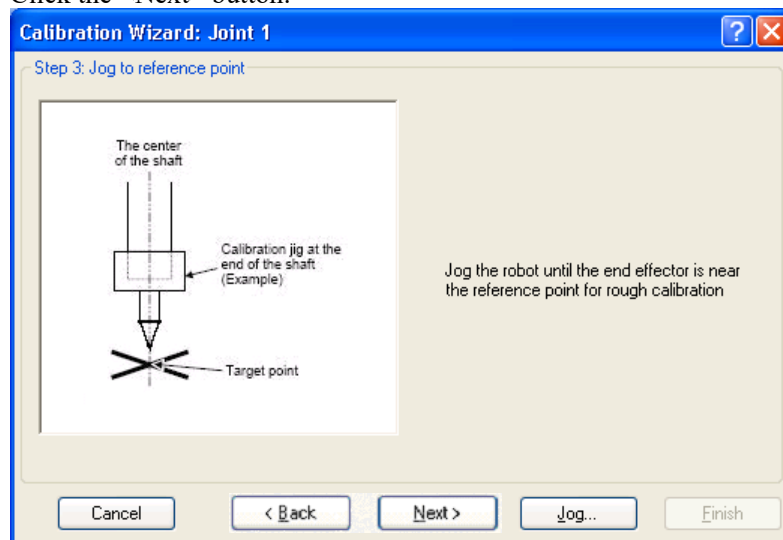 Click the "Next" button.
Calibration Wizard: Joint 1
Step 3: Jog to reference point
The center
of the shaft
Calibration jig at the
end of the shaft
(Example)
Target point
Jog the robot until the end effector is near
the reference point for rough calibration
Cancel
< Back
Next >
Jog...
Finish